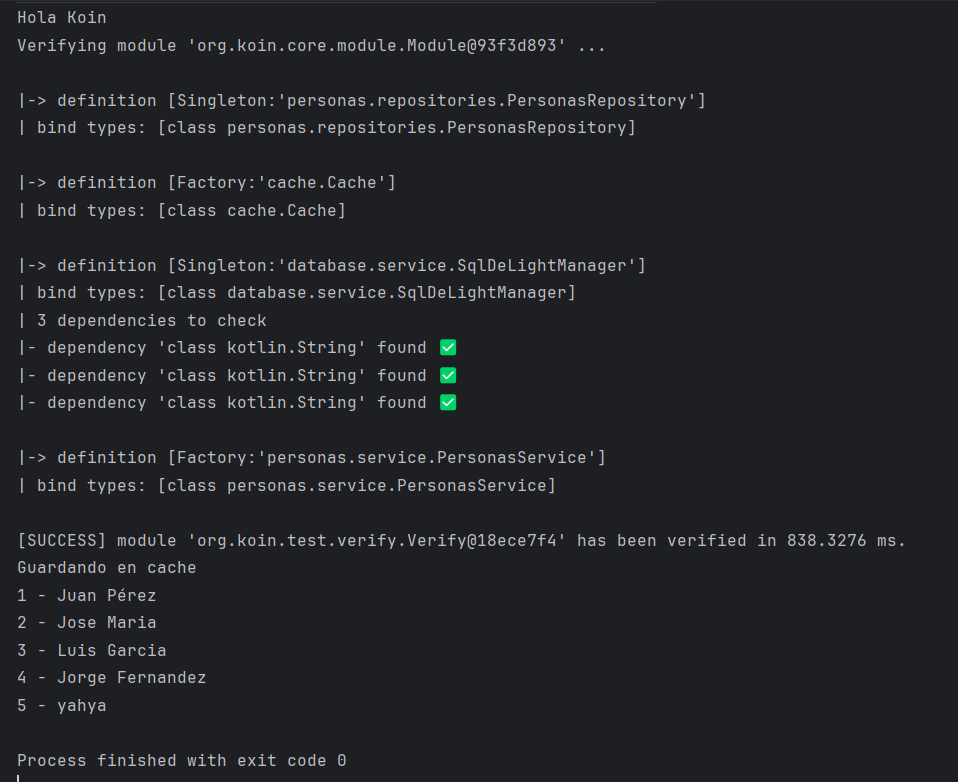 Hola Koin
Verifying module 'org.koin.core.module.Module@93f3d893' ...
|-> definition [Singleton:'personas.repositories.PersonasRepository']
| bind types: [class personas.repositories.PersonasRepository]
|-> definition [Factory:'cache.Cache']
| bind types: [class cache.Cache]
|-> definition [Singleton:'database.service.SqlDeLightManager']
| bind types: [class database.service.SqlDeLightManager]
| 3 dependencies to check
|- dependency 'class kotlin.String' found ✅
|- dependency 'class kotlin.String' found ✅
|- dependency 'class kotlin.String' found ✅
|-> definition [Factory:'personas.service.PersonasService']
| bind types: [class personas.service.PersonasService]
[SUCCESS] module 'org.koin.test.verify.Verify@18ece7f4' has been verified in 838.3276 ms.
Guardando en cache
1 - Juan Pérez
2 - Jose Maria
3 - Luis Garcia
4 - Jorge Fernandez
5 - yahya
Process finished with exit code 0